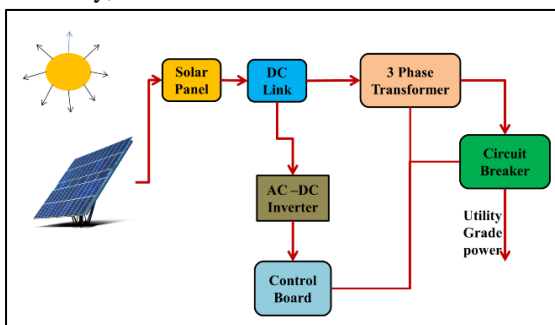 Solar
Panel
DC
Link
3 Phase
Transformer
Circuit
Breaker
AC –DC
Inverter
Utility
Grade
power
Control
Board